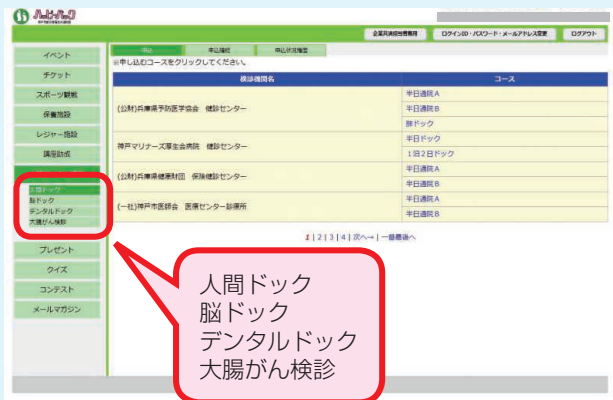 ハッピーパック
企業共済担当者専用 ログインID・パスワード・メールアドレス変更 ログアウト
申込 申込確認 申込状況確認
※申し込むコースをクリックしてください。
イベント
チケット
スポーツ観戦
保養施設
レジャー施設
講座助成
人間ドック
脳ドック
デンタルドック
大腸がん検診
プレゼント
クイズ
コンテスト
メールマガジン
検診機関名 コース
(公財)兵庫県予防医学協会 健診センター
半日通院A
半日通院B
肺ドック
神戸マリナーズ厚生会病院 健診センター
半日ドック
1泊2日ドック
(公財)兵庫県健康財団 保険健診センター
半日通院A
半日通院B
(一社)神戸市医師会 医療センター診療所
半日通院A
半日通院B
1 | 2 | 3 | 4 | 次へ→ | 一番最後へ
人間ドック
脳ドック
デンタルドック
大腸がん検診